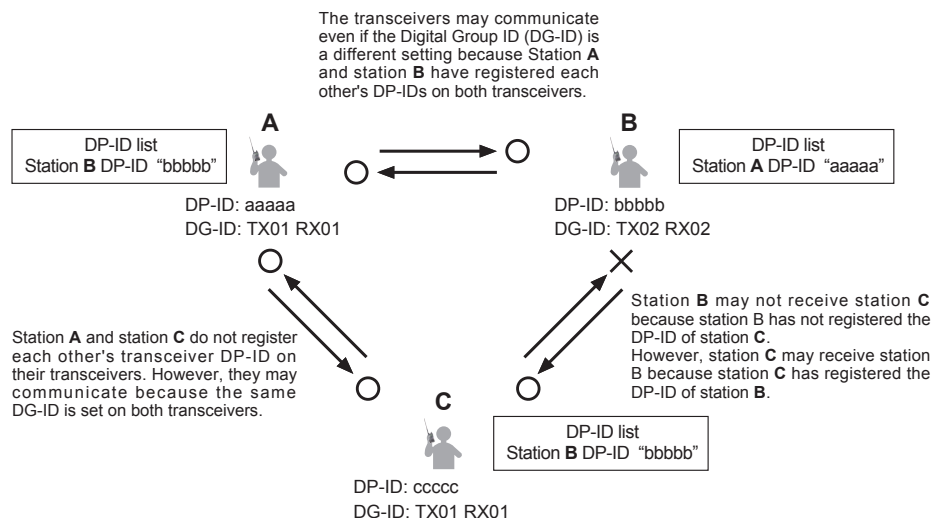 The transceivers may communicate
even if the Digital Group ID (DG-ID) is
a different setting because Station A
and station B have registered each
other's DP-IDs on both transceivers.
A
B
DP-ID list
Station B DP-ID "bbbbb"
DP-ID list
Station A DP-ID "aaaaa"
DP-ID: aaaaa
DG-ID: TX01 RX01
DP-ID: bbbbb
DG-ID: TX02 RX02
Station A and station C do not register
each other's transceiver DP-ID on
their transceivers. However, they may
communicate because the same
DG-ID is set on both transceivers.
Station B may not receive station C
because station B has not registered the
DP-ID of station C.
However, station C may receive station
B because station C has registered the
DP-ID of station B.
C
DP-ID list
Station B DP-ID "bbbbb"
DP-ID: ccccc
DG-ID: TX01 RX01